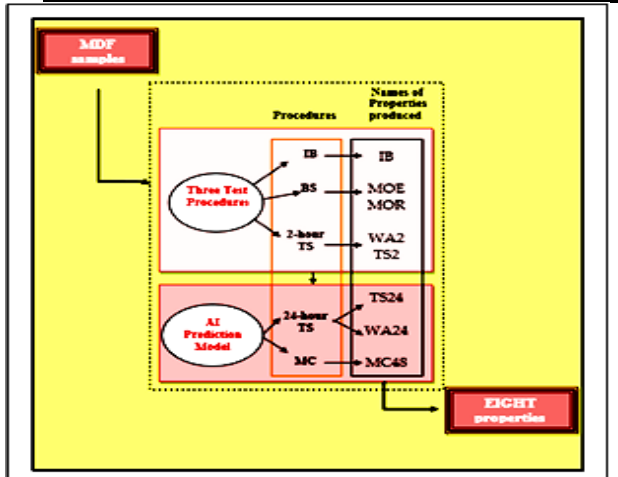 MDF
samples
Procedures
Names of
Properties
produced
Three Test
Procedures
IB
IB
BS
MOE
MOR
2-hour
TS
WA2
TS2
AI
Prediction
Model
24-hour
TS
TS24
WA24
MC
MC48
EIGHT
properties